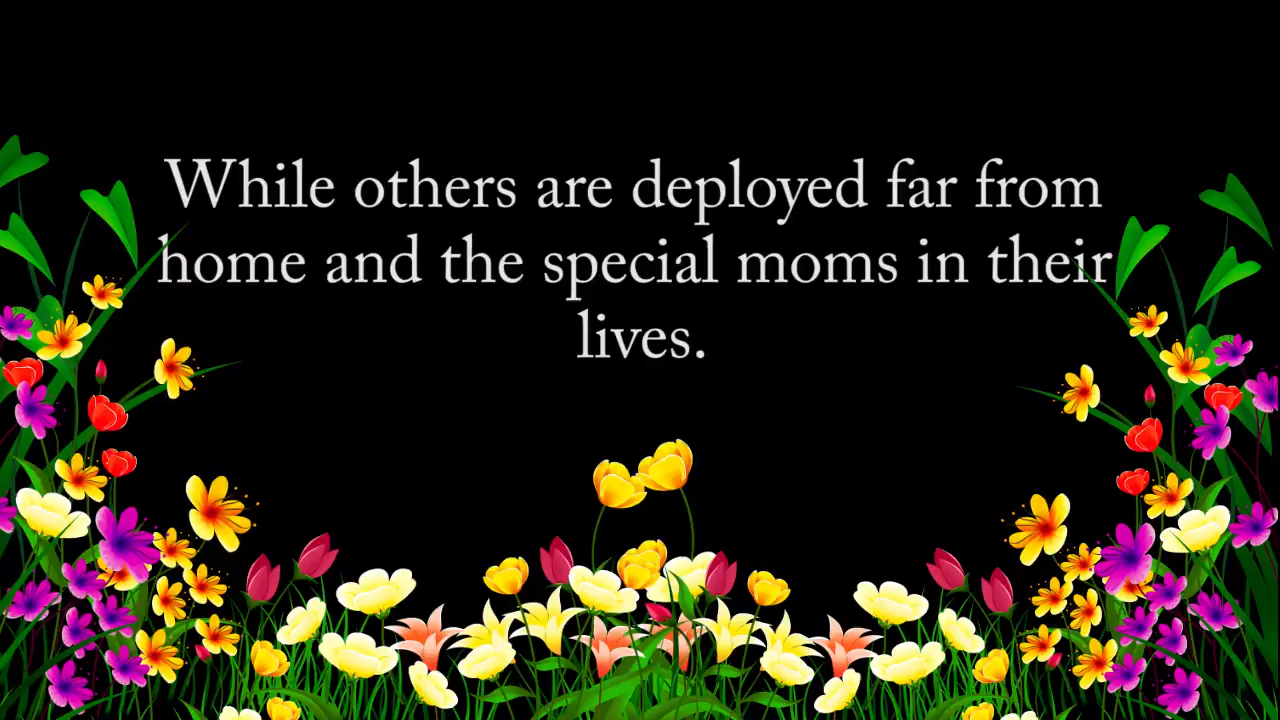 While others are deployed far from
home and the special moms in their
lives.